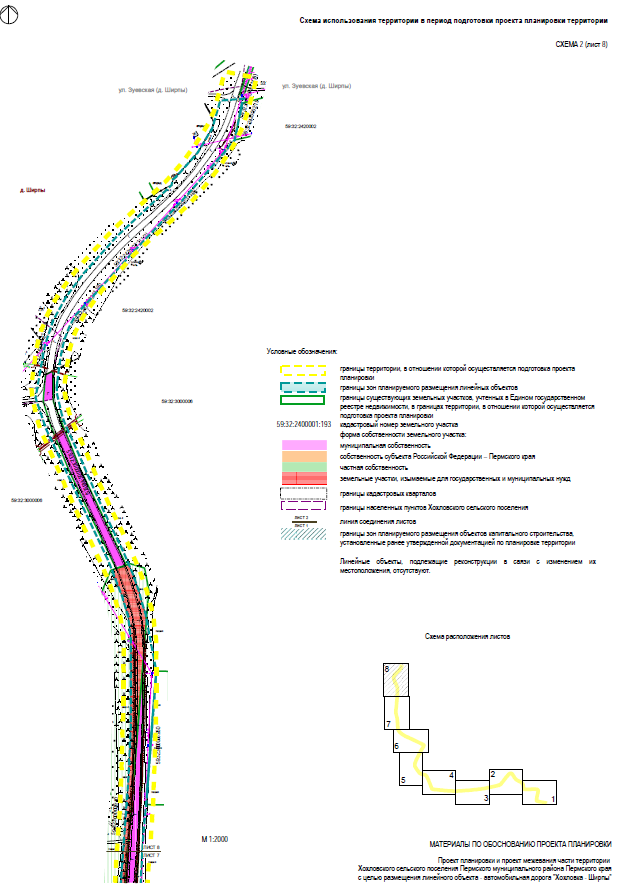 Схема использования территории в период подготовки проекта планировки территории
СХЕМА 2 (лист 8)
ул. Зуевская (д. Ширпы)
ул. Зуевская (д. Ширпы)
59:32:2420002
д. Ширпы
59:32:2420002
59:32:3000006
59:32:3000006
Условные обозначения:
границы территории, в отношении которой осуществляется подготовка проекта
планировки
границы зон планируемого размещения линейных объектов
границы существующих земельных участков, учтенных в Едином государственном
реестре недвижимости, в границах территории, в отношении которой осуществляется
подготовка проекта планировки
59:32:2400001:193 кадастровый номер земельного участка
форма собственности земельного участка:
муниципальная собственность
собственность субъекта Российской Федерации – Пермского края
частная собственность
земельные участки, изымаемые для государственных и муниципальных нужд
границы кадастровых кварталов
границы населенных пунктов Хохловского сельского поселения
ЛИСТ 2
ЛИСТ 1
линия соединения листов
границы зон планируемого размещения объектов капитального строительства,
установленные ранее утвержденной документацией по планировке территории
Линейные объекты, подлежащие реконструкции в связи с изменением их
местоположения, отсутствуют.
Схема расположения листов
8
7
6
5
4
3
2
1
М 1:2000
ЛИСТ 8
ЛИСТ 7
МАТЕРИАЛЫ ПО ОБОСНОВАНИЮ ПРОЕКТА ПЛАНИРОВКИ
Проект планировки и проект межевания части территории
Хохловского сельского поселения Пермского муниципального района Пермского края
с целью размещения линейного объекта - автомобильная дорога "Хохловка - Ширпы"